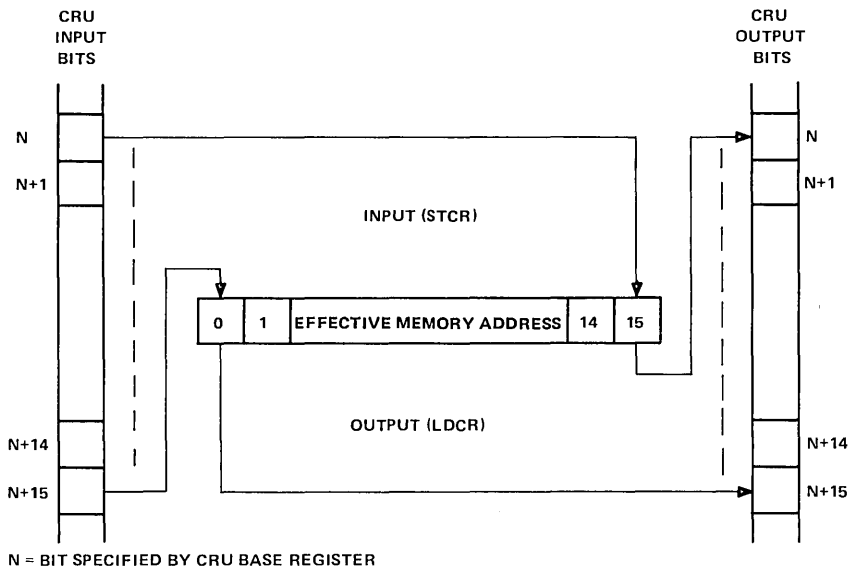 CRU
INPUT
BITS
CRU
OUTPUT
BITS
N
N
N+1
N+1
INPUT (STCR)
0 1 EFFECTIVE MEMORY ADDRESS 14 15
OUTPUT (LDCR)
N+14
N+14
N+15
N+15
N = BIT SPECIFIED BY CRU BASE REGISTER